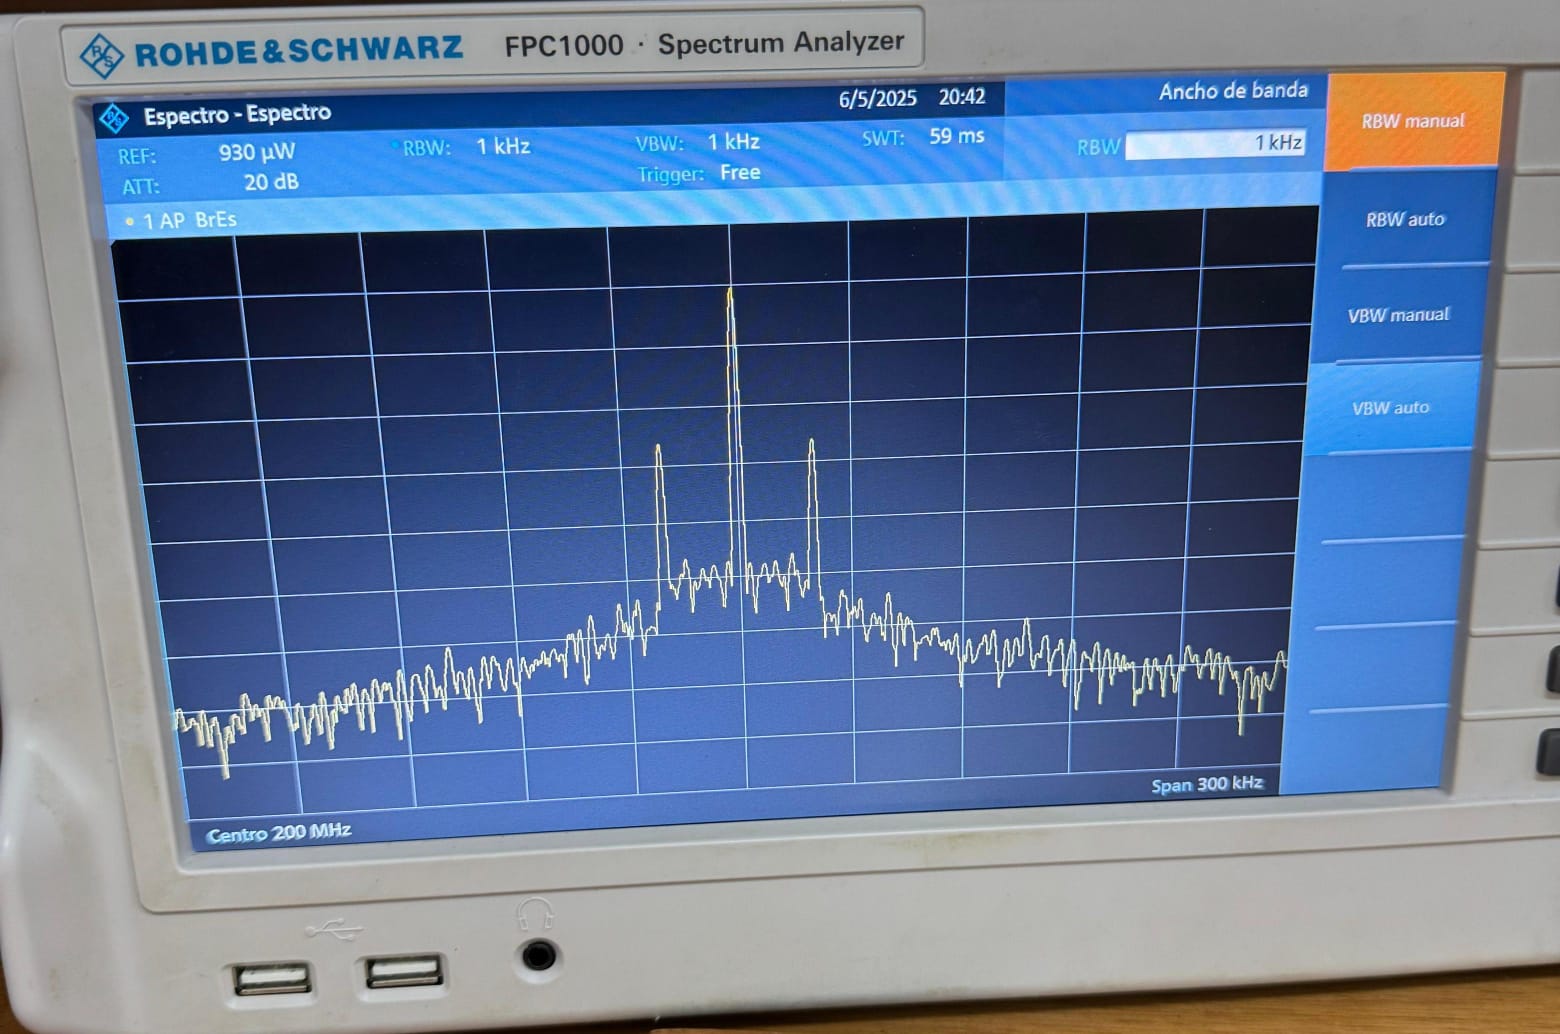 R/S ROHDE&SCHWARZ FPC1000 · Spectrum Analyzer
R/S Espectro - Espectro 6/5/2025 20:42 Ancho de banda
REF: 930 µW RBW: 1 kHz VBW: 1 kHz SWT: 59 ms RBW 1 kHz
ATT: 20 dB Trigger: Free
1 AP BrEs
RBW manual
RBW auto
VBW manual
VBW auto
Centro 200 MHz Span 300 kHz